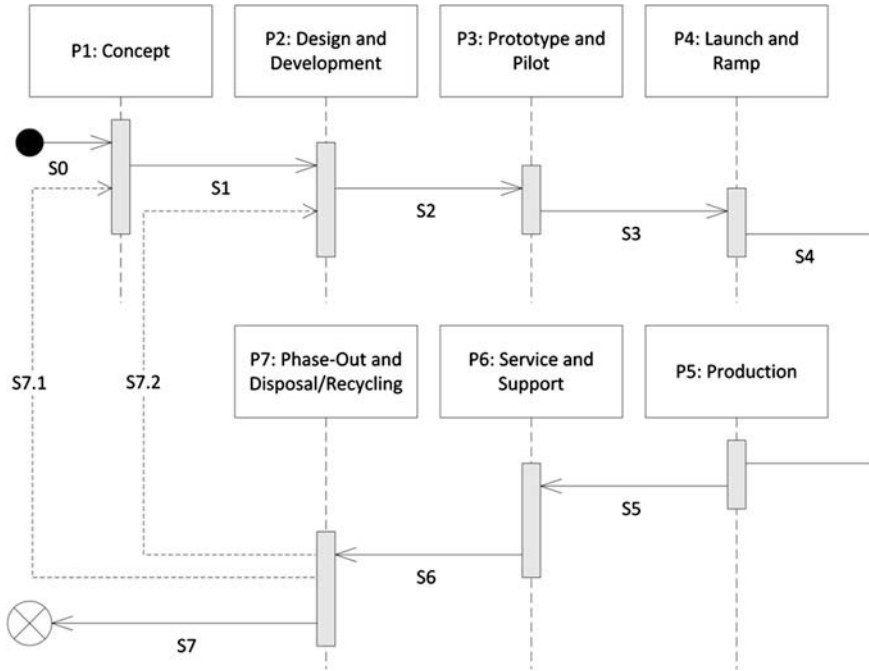 P1: Concept
P2: Design and
Development
P3: Prototype and
Pilot
P4: Launch and
Ramp
S0
S1
S2
S3
S4
P7: Phase-Out and
Disposal/Recycling
P6: Service and
Support
P5: Production
S7.1
S7.2
S5
S6
S7